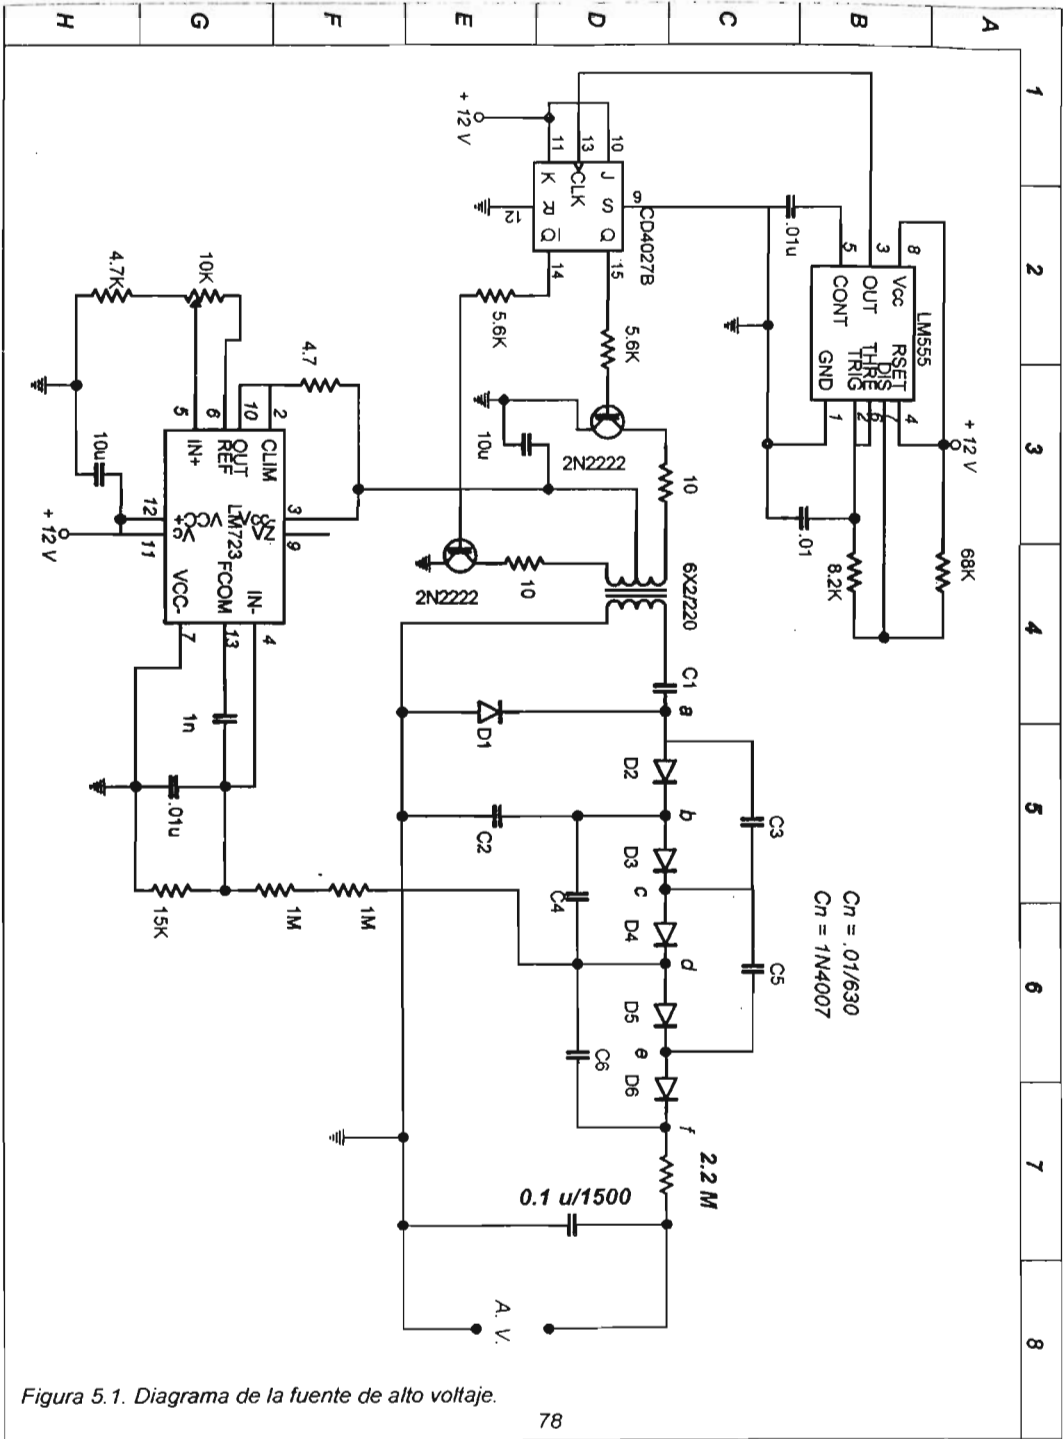 A
B
C
D
E
F
G
H
1
2
3
4
5
6
7
8
+ 12 V
68K
LM555
8
3
5
Vcc
OUT
CONT
RSET
DIS
THRE
TRIG
GND
4
7
6
2
1
.01u
.01
8.2K
+ 12 V
10
13
11
J
CLK
K
S
R
Q
Q
9
12
15
14
CD4027B
5.6K
5.6K
2N2222
2N2222
10
10
10u
6X2/220
C1
a
D1
D2
b
C2
C3
D3
c
C4
D4
d
C5
D5
e
C6
D6
f
Cn = .01/630
Cn = 1N4007
2.2 M
0.1 u/1500
A. V.
4.7
10K
4.7K
2
10
6
5
CLIM
OUT
REF
IN+
LM723
3
9
VZ
VO
VC
VCC+
12
11
IN-
FCOM
VCC-
4
13
7
10u
+ 12 V
1n
.01u
1M
1M
15K
Figura 5.1. Diagrama de la fuente de alto voltaje.
78